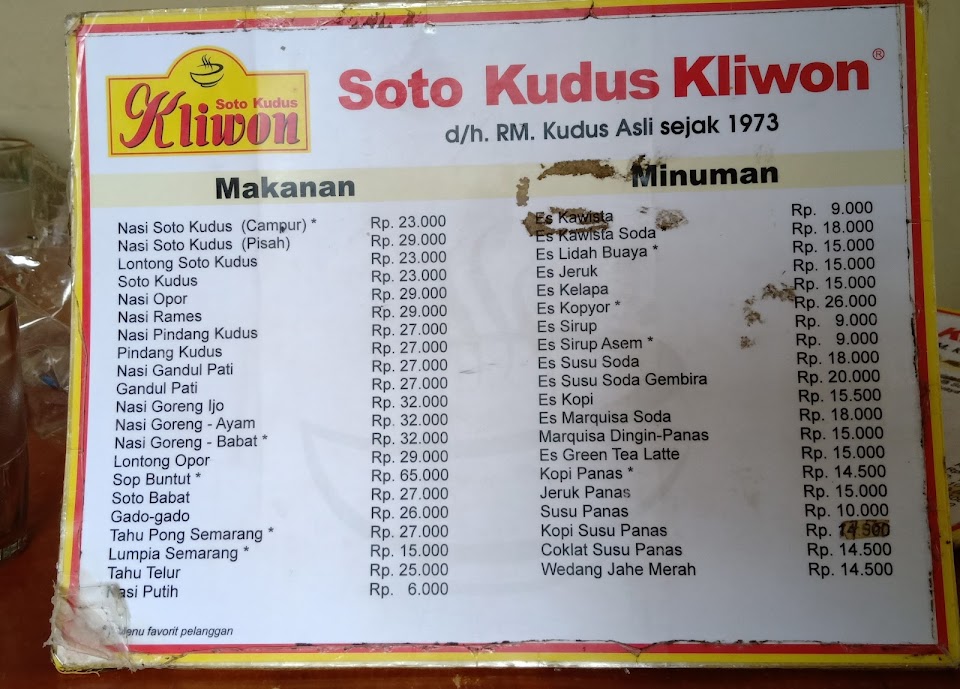 Soto Kudus
Kliwon
Soto Kudus Kliwon®
d/h. RM. Kudus Asli sejak 1973
Makanan
Nasi Soto Kudus (Campur) * Rp. 23.000
Nasi Soto Kudus (Pisah) Rp. 29.000
Lontong Soto Kudus Rp. 23.000
Soto Kudus Rp. 23.000
Nasi Opor Rp. 29.000
Nasi Rames Rp. 29.000
Nasi Pindang Kudus Rp. 27.000
Pindang Kudus Rp. 27.000
Nasi Gandul Pati Rp. 27.000
Gandul Pati Rp. 27.000
Nasi Goreng Ijo Rp. 32.000
Nasi Goreng - Ayam Rp. 32.000
Nasi Goreng - Babat * Rp. 32.000
Lontong Opor Rp. 29.000
Sop Buntut * Rp. 65.000
Soto Babat Rp. 27.000
Gado-gado Rp. 26.000
Tahu Pong Semarang * Rp. 27.000
Lumpia Semarang * Rp. 15.000
Tahu Telur Rp. 25.000
Nasi Putih Rp. 6.000
* Menu favorit pelanggan
Minuman
Es Kawista Rp. 9.000
Es Kawista Soda * Rp. 18.000
Es Lidah Buaya * Rp. 15.000
Es Jeruk Rp. 15.000
Es Kelapa Rp. 15.000
Es Kopyor * Rp. 26.000
Es Sirup Rp. 9.000
Es Sirup Asem * Rp. 9.000
Es Susu Soda Rp. 18.000
Es Susu Soda Gembira Rp. 20.000
Es Kopi Rp. 15.500
Es Marquisa Soda Rp. 18.000
Marquisa Dingin-Panas Rp. 15.000
Es Green Tea Latte Rp. 15.000
Kopi Panas * Rp. 14.500
Jeruk Panas Rp. 15.000
Susu Panas Rp. 10.000
Kopi Susu Panas Rp. 14.500
Coklat Susu Panas Rp. 14.500
Wedang Jahe Merah Rp. 14.500